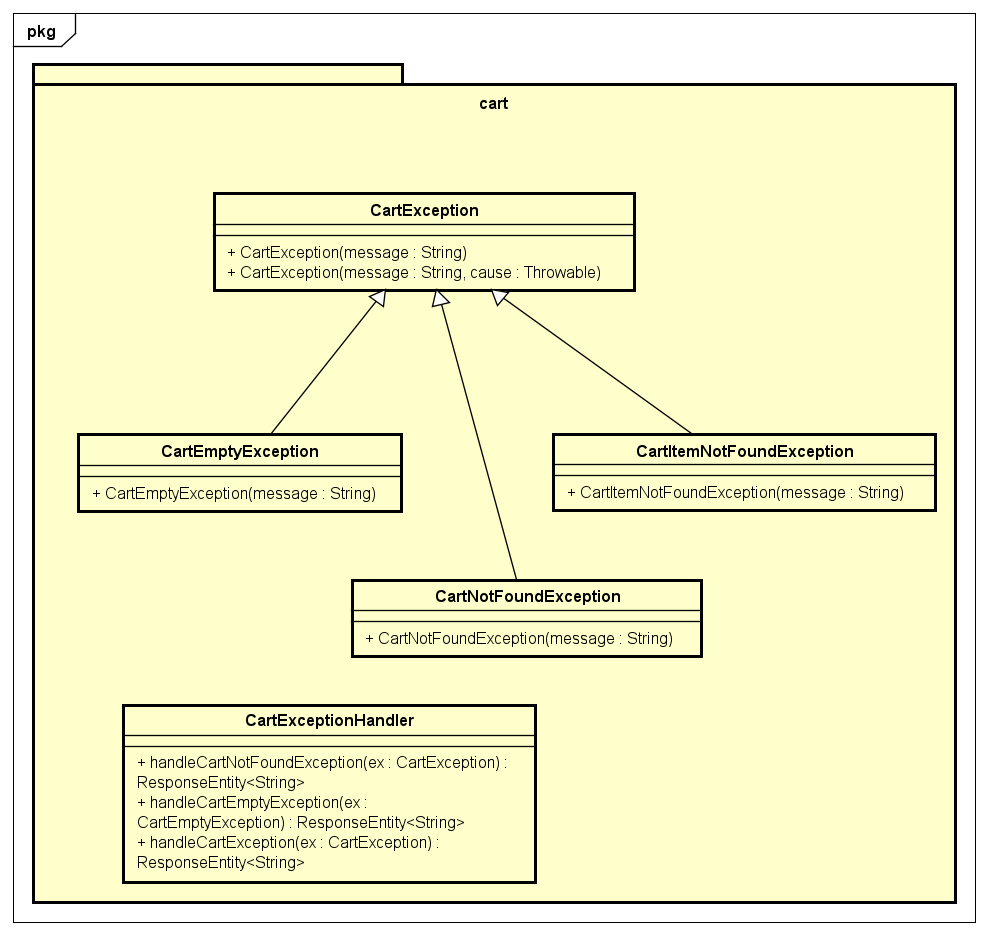 pkg
cart
CartException
+ CartException(message : String)
+ CartException(message : String, cause : Throwable)
CartEmptyException
+ CartEmptyException(message : String)
CartItemNotFoundException
+ CartItemNotFoundException(message : String)
CartNotFoundException
+ CartNotFoundException(message : String)
CartExceptionHandler
+ handleCartNotFoundException(ex : CartException) :
ResponseEntity<String>
+ handleCartEmptyException(ex :
CartEmptyException) : ResponseEntity<String>
+ handleCartException(ex : CartException) :
ResponseEntity<String>